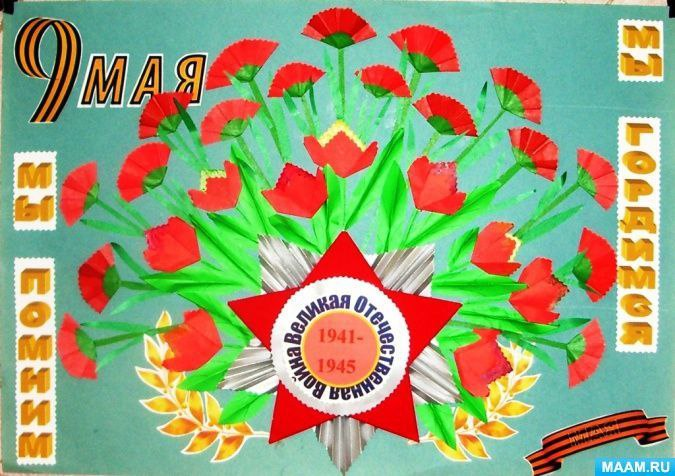 9 МАЯ
МЫ
ПОМНИМ
МЫ
ГОРДИМСЯ
Великая Отечественная Война
1941-
1945
MAAM.RU